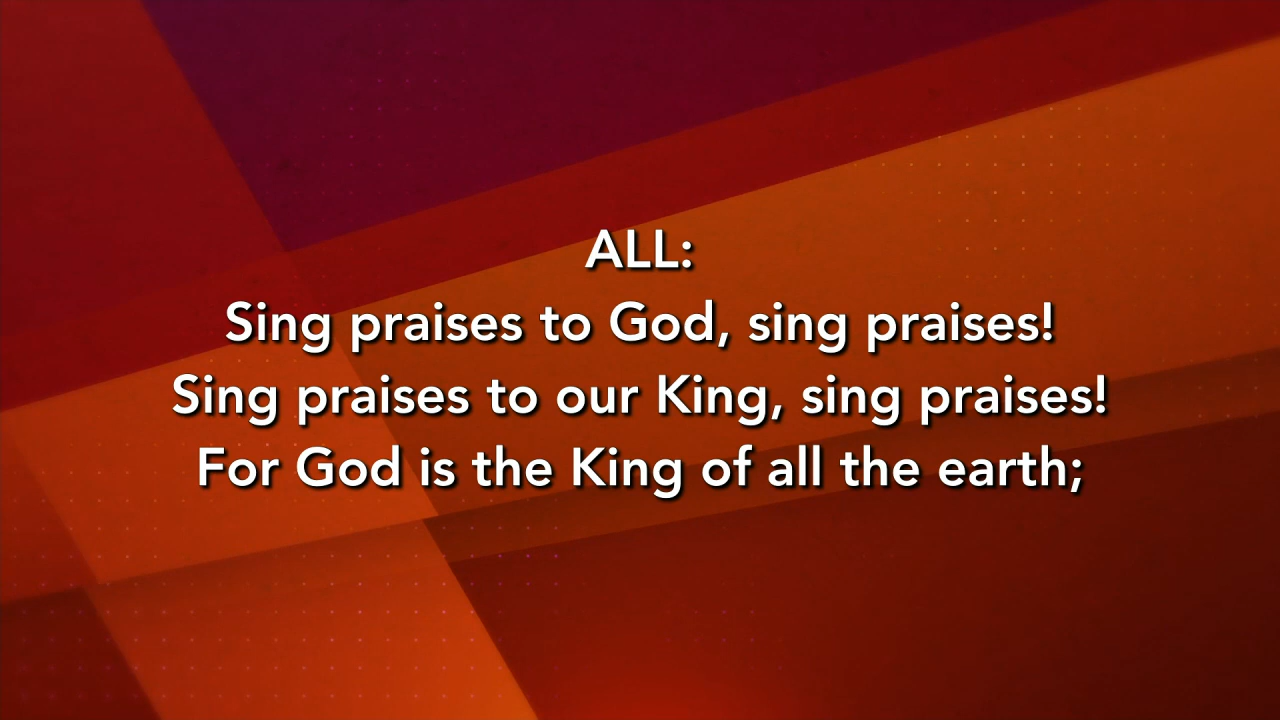 ALL:
Sing praises to God, sing praises!
Sing praises to our King, sing praises!
For God is the King of all the earth;